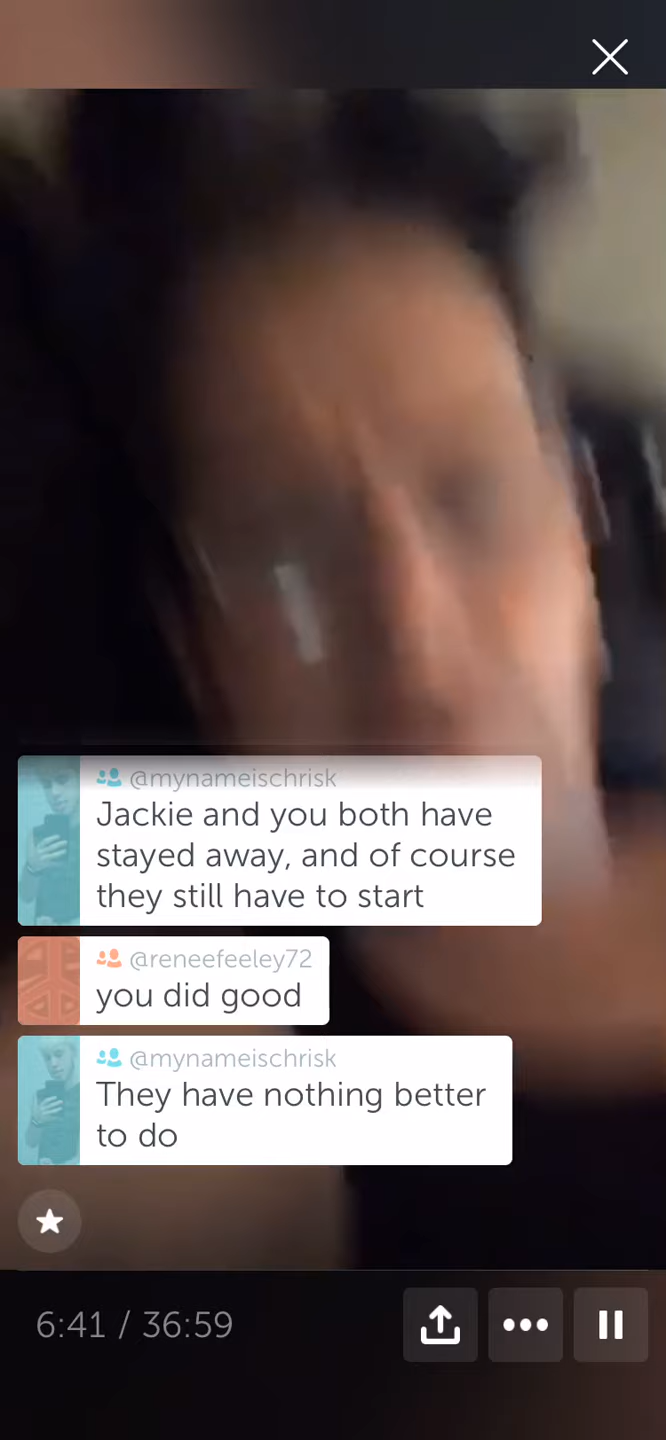 @mynameischrisk
Jackie and you both have
stayed away, and of course
they still have to start
@reneefeeley72
you did good
@mynameischrisk
They have nothing better
to do
6:41 / 36:59